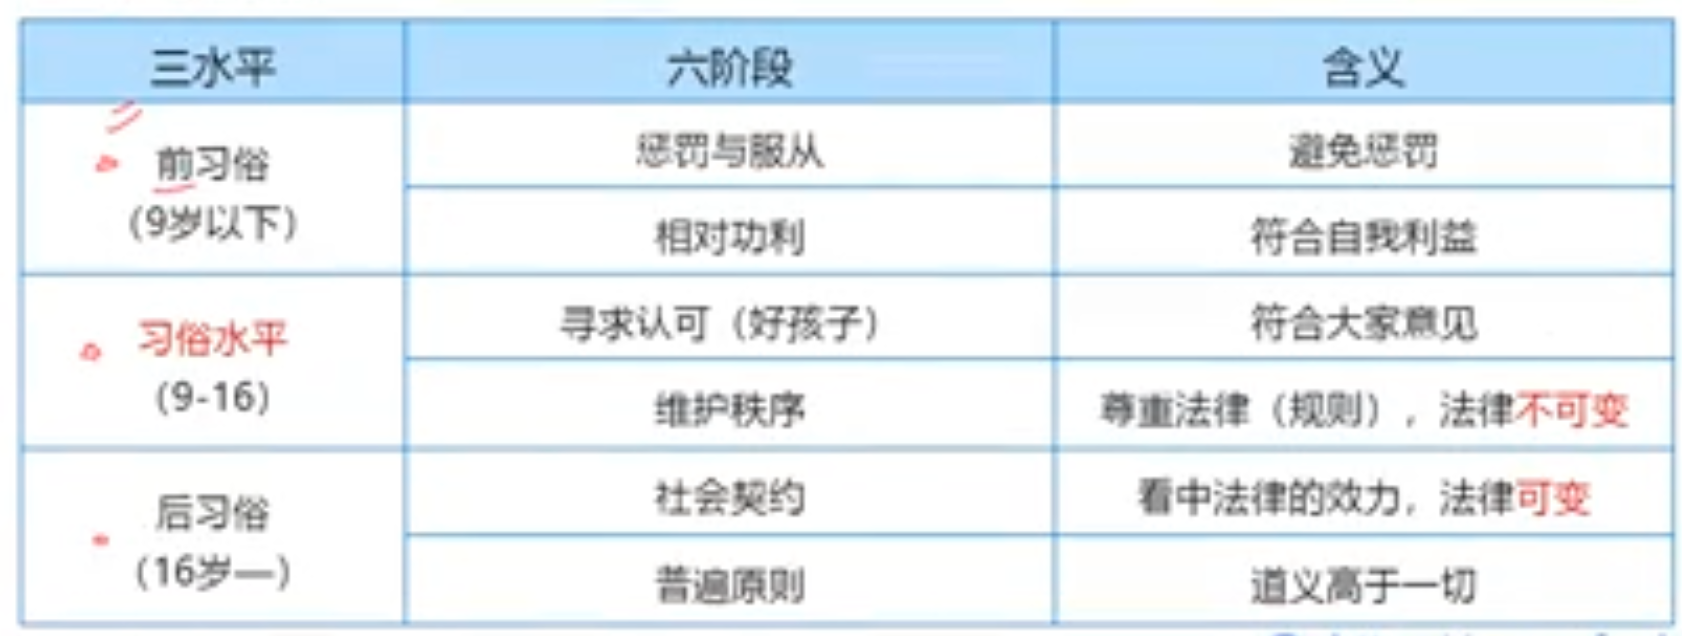 三水平 六阶段 含义
前习俗
(9岁以下)
惩罚与服从 避免惩罚
相对功利 符合自我利益
习俗水平
(9-16)
寻求认可（好孩子） 符合大家意见
维护秩序 尊重法律（规则），法律不可变
后习俗
(16岁—)
社会契约 看中法律的效力，法律可变
普遍原则 道义高于一切